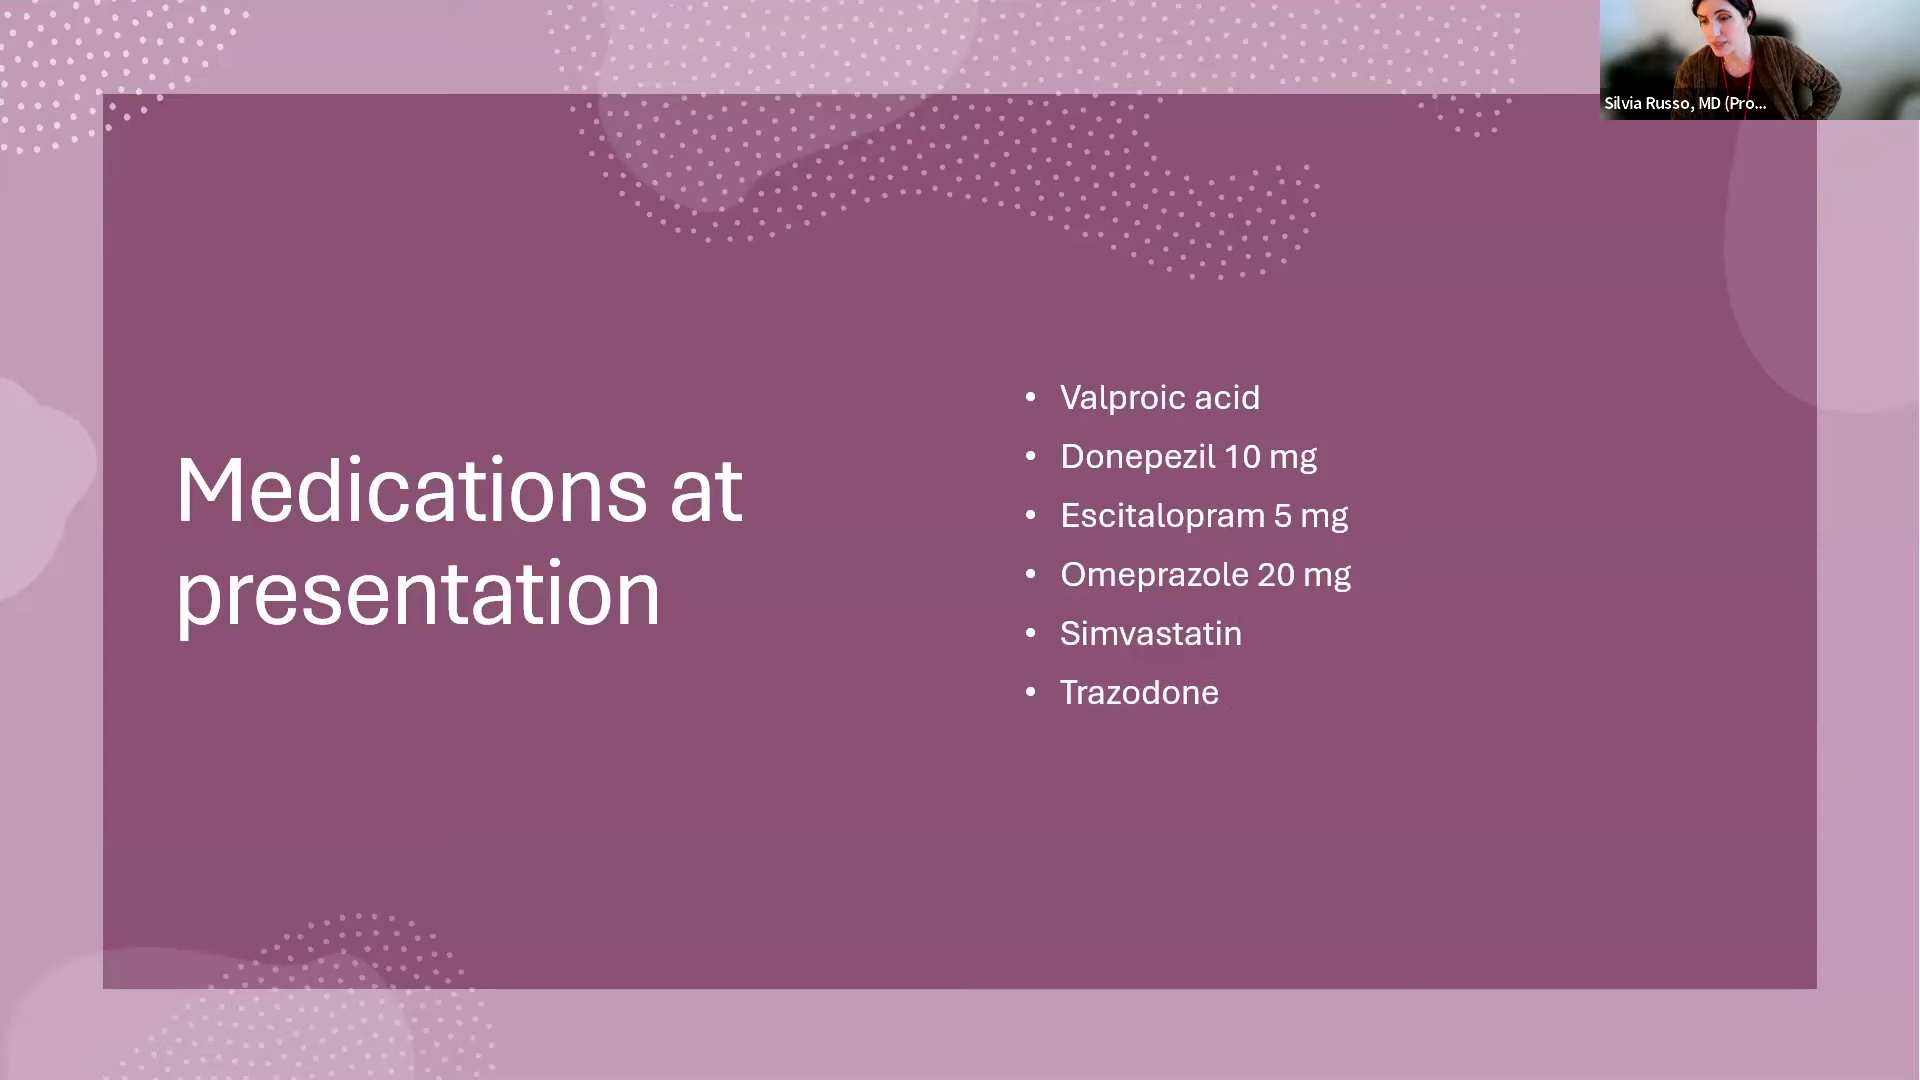 Silvia Russo, MD (Pro...
Medications at
presentation
• Valproic acid
• Donepezil 10 mg
• Escitalopram 5 mg
• Omeprazole 20 mg
• Simvastatin
• Trazodone